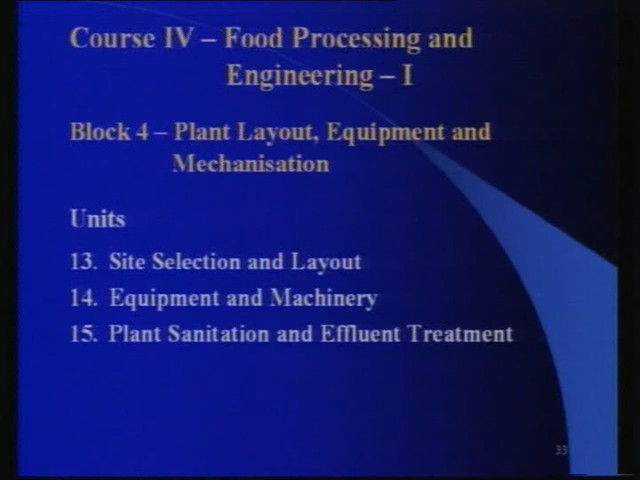 Course IV – Food Processing and
Engineering – I
Block 4 – Plant Layout, Equipment and
Mechanisation
Units
13. Site Selection and Layout
14. Equipment and Machinery
15. Plant Sanitation and Effluent Treatment
33